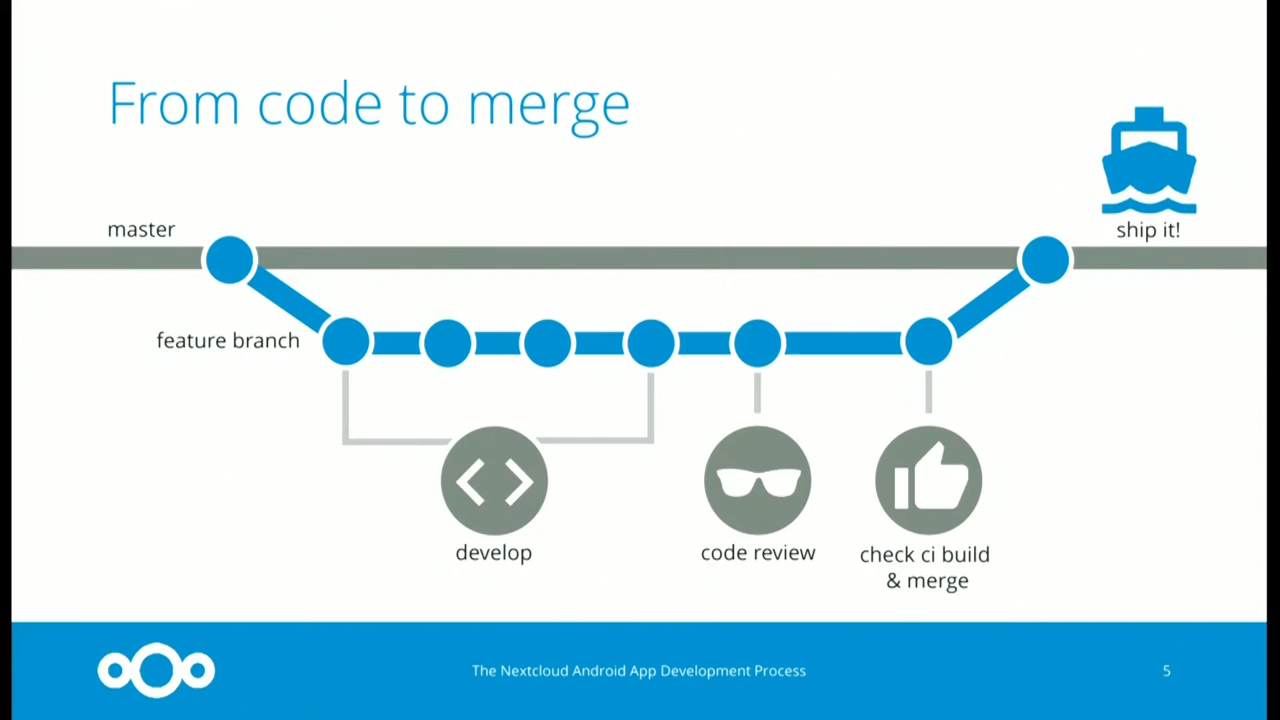 From code to merge
master
ship it!
feature branch
develop
code review
check ci build
& merge
The Nextcloud Android App Development Process
5